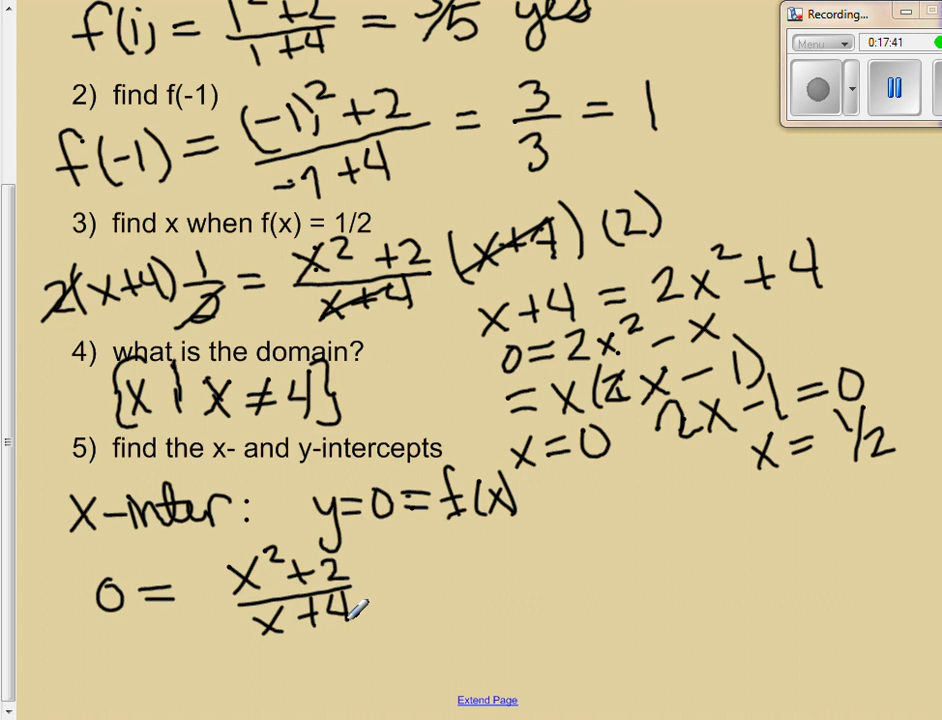 f(1) = 1² + 2 / 1 + 4 = 3/5 yes
Recording...
Menu
0:17:41
2) find f(-1)
f(-1) = (-1)² + 2 / -1 + 4 = 3 / 3 = 1
3) find x when f(x) = 1/2
2(x+4) 1/2 = x² + 2 / x + 4 (x+4) (2)
x + 4 = 2x² + 4
0 = 2x² - x
4) what is the domain?
{x | x ≠ 4}
= x(2x - 1)
2x - 1 = 0
x = 0
x = 1/2
5) find the x- and y-intercepts
x-inter: y = 0 = f(x)
0 = x² + 2 / x + 4
Extend Page